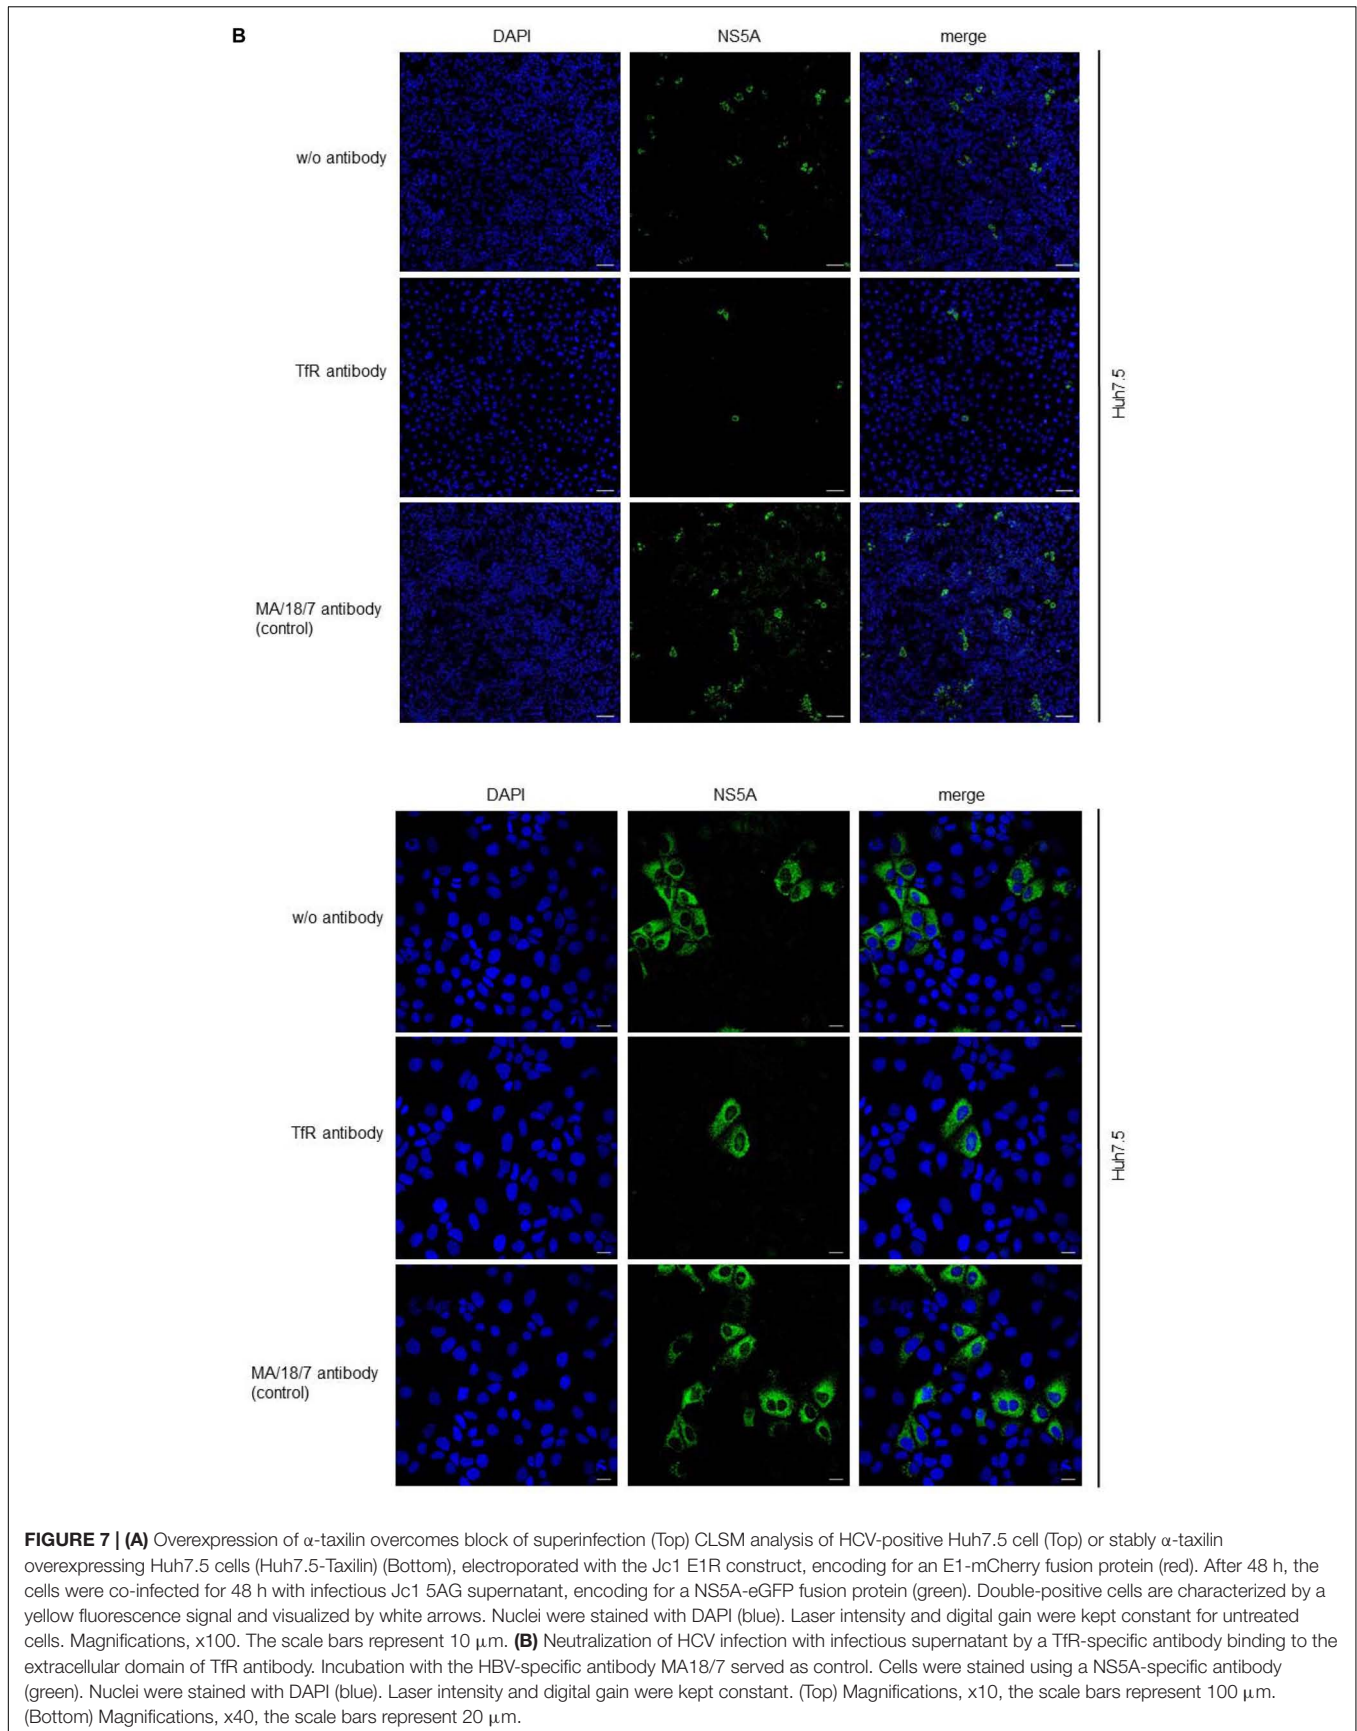 B
DAPI NS5A merge
w/o antibody
TfR antibody
Huh7.5
MA/18/7 antibody
(control)
DAPI NS5A merge
w/o antibody
TfR antibody
Huh7.5
MA/18/7 antibody
(control)
FIGURE 7 | (A) Overexpression of α-taxilin overcomes block of superinfection (Top) CLSM analysis of HCV-positive Huh7.5 cell (Top) or stably α-taxilin
overexpressing Huh7.5 cells (Huh7.5-Taxilin) (Bottom), electroporated with the Jc1 E1R construct, encoding for an E1-mCherry fusion protein (red). After 48 h, the
cells were co-infected for 48 h with infectious Jc1 5AG supernatant, encoding for a NS5A-eGFP fusion protein (green). Double-positive cells are characterized by a
yellow fluorescence signal and visualized by white arrows. Nuclei were stained with DAPI (blue). Laser intensity and digital gain were kept constant for untreated
cells. Magnifications, x100. The scale bars represent 10 μm. (B) Neutralization of HCV infection with infectious supernatant by a TfR-specific antibody binding to the
extracellular domain of TfR antibody. Incubation with the HBV-specific antibody MA18/7 served as control. Cells were stained using a NS5A-specific antibody
(green). Nuclei were stained with DAPI (blue). Laser intensity and digital gain were kept constant. (Top) Magnifications, x10, the scale bars represent 100 μm.
(Bottom) Magnifications, x40, the scale bars represent 20 μm.